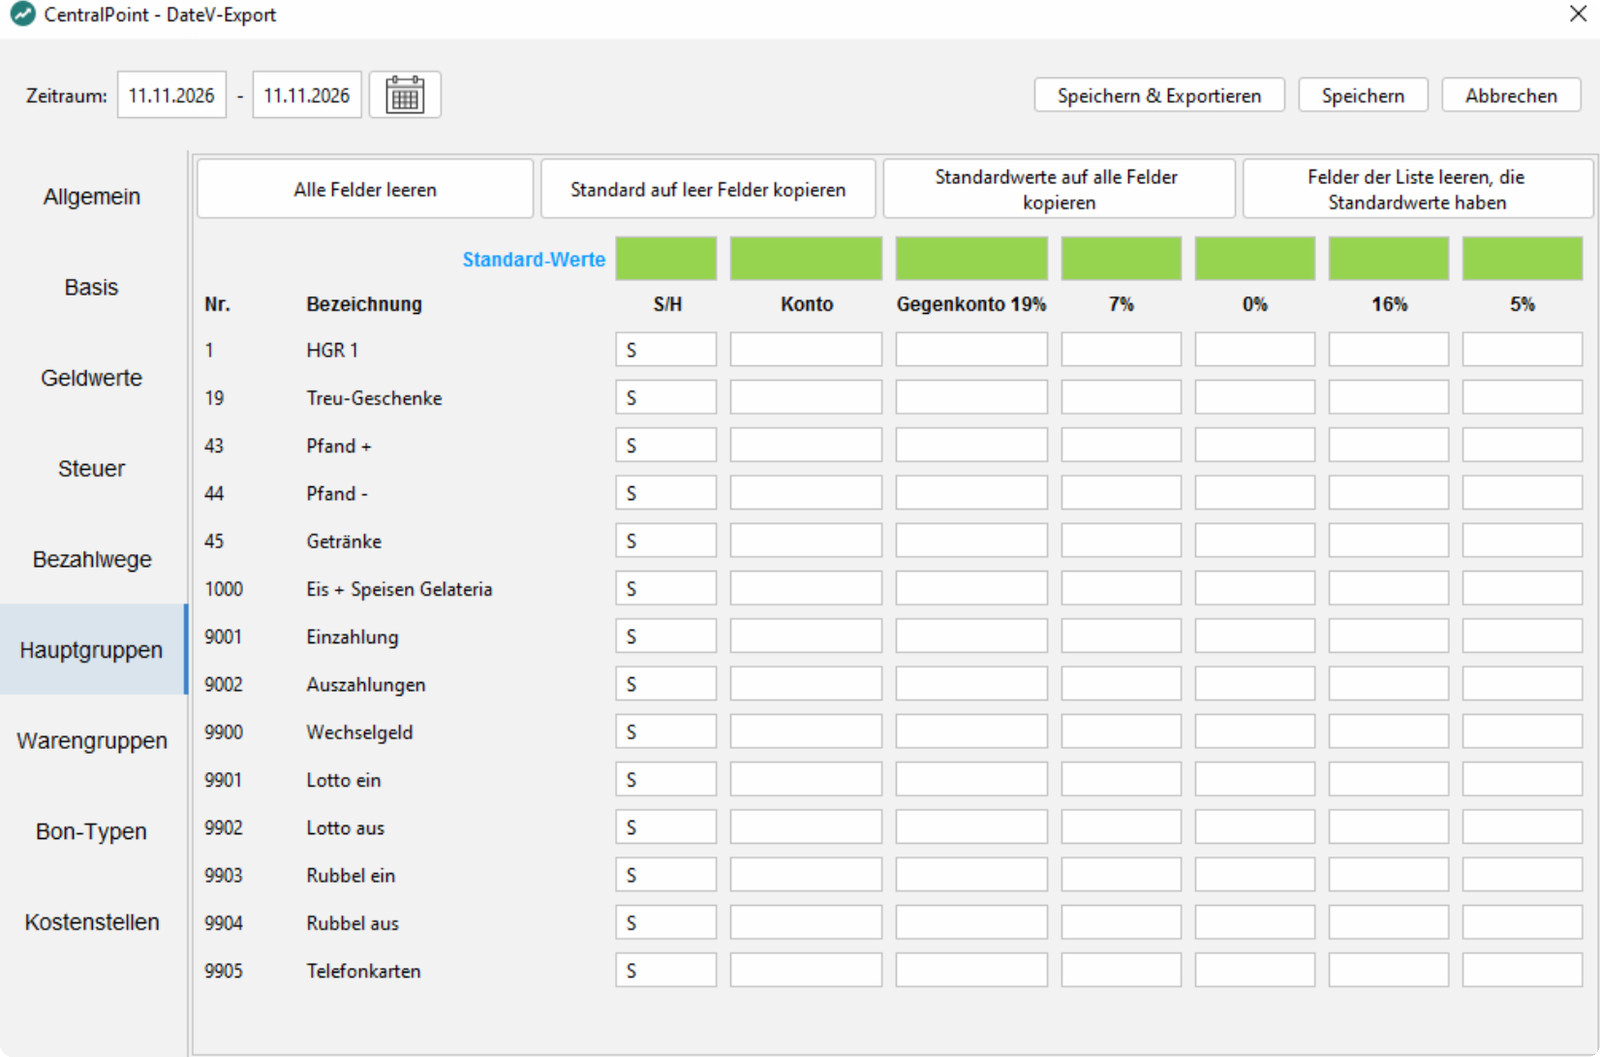 CentralPoint - DateV-Export
Zeitraum: 11.11.2026 - 11.11.2026
Speichern & Exportieren
Speichern
Abbrechen
Allgemein
Basis
Geldwerte
Steuer
Bezahlwege
Hauptgruppen
Warengruppen
Bon-Typen
Kostenstellen
Alle Felder leeren
Standard auf leer Felder kopieren
Standardwerte auf alle Felder
kopieren
Felder der Liste leeren, die
Standardwerte haben
Standard-Werte
Nr. Bezeichnung S/H Konto Gegenkonto 19% 7% 0% 16% 5%
1 HGR 1 S
19 Treu-Geschenke S
43 Pfand + S
44 Pfand - S
45 Getränke S
1000 Eis + Speisen Gelateria S
9001 Einzahlung S
9002 Auszahlungen S
9900 Wechselgeld S
9901 Lotto ein S
9902 Lotto aus S
9903 Rubbel ein S
9904 Rubbel aus S
9905 Telefonkarten S